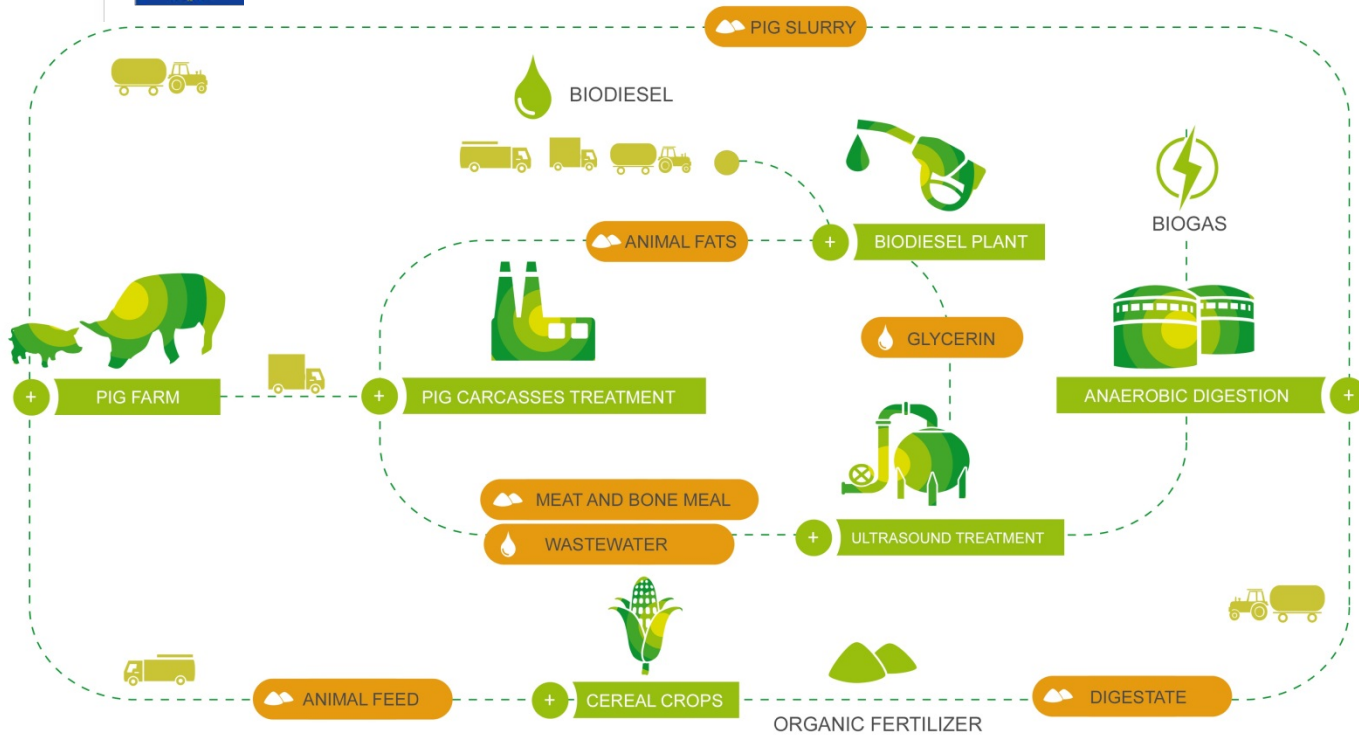 PIG SLURRY
BIODIESEL
BIOGAS
ANIMAL FATS
BIODIESEL PLANT
GLYCERIN
PIG FARM
PIG CARCASSES TREATMENT
ANAEROBIC DIGESTION
MEAT AND BONE MEAL
WASTEWATER
ULTRASOUND TREATMENT
ANIMAL FEED
CEREAL CROPS
ORGANIC FERTILIZER
DIGESTATE